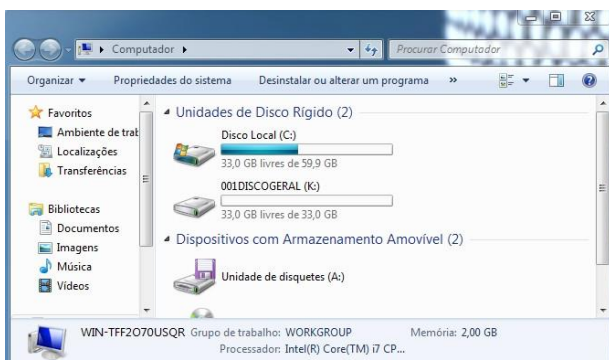 Computador
Procurar Computador
Organizar
Propriedades do sistema
Desinstalar ou alterar um programa
»
Favoritos
Ambiente de trab
Localizações
Transferências
Bibliotecas
Documentos
Imagens
Música
Vídeos
Unidades de Disco Rígido (2)
Disco Local (C:)
33,0 GB livres de 59,9 GB
001DISCOGERAL (K:)
33,0 GB livres de 33,0 GB
Dispositivos com Armazenamento Amovível (2)
Unidade de disquetes (A:)
WIN-TFF2O70USQR Grupo de trabalho: WORKGROUP Memória: 2,00 GB
Processador: Intel(R) Core(TM) i7 CP...